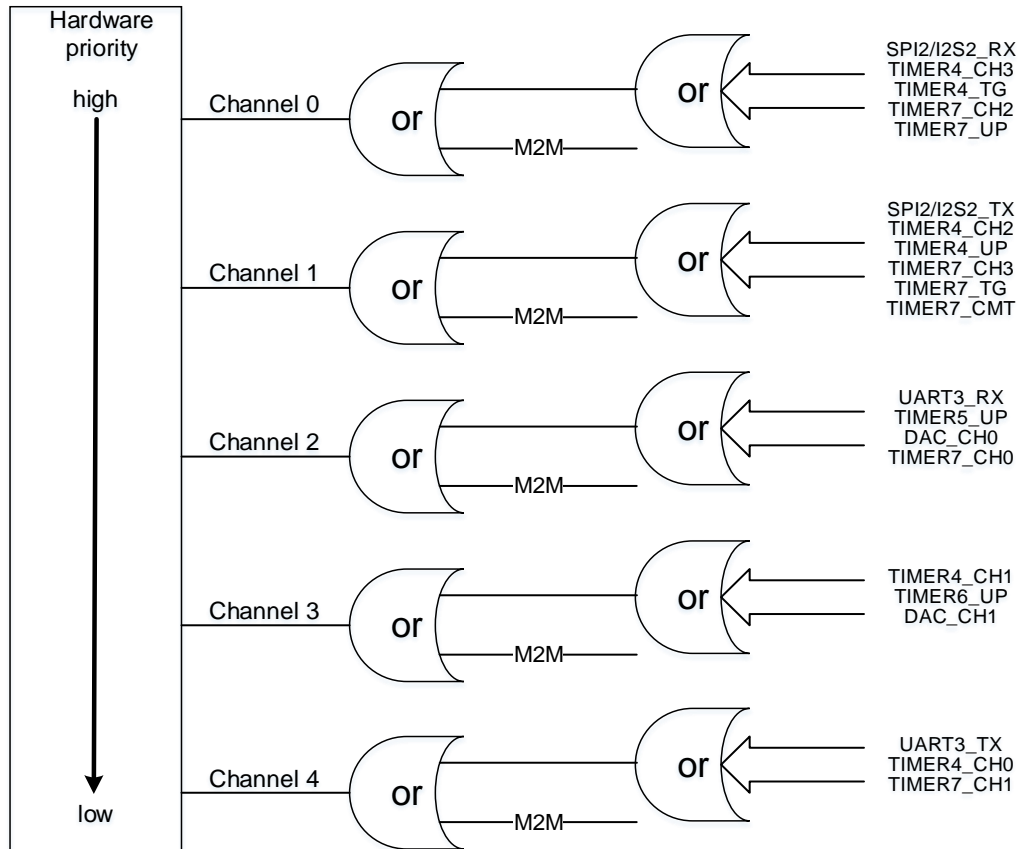 Hardware
priority
high
low
Channel 0
or
M2M
or
SPI2/I2S2_RX
TIMER4_CH3
TIMER4_TG
TIMER7_CH2
TIMER7_UP
Channel 1
or
M2M
or
SPI2/I2S2_TX
TIMER4_CH2
TIMER4_UP
TIMER7_CH3
TIMER7_TG
TIMER7_CMT
Channel 2
or
M2M
or
UART3_RX
TIMER5_UP
DAC_CH0
TIMER7_CH0
Channel 3
or
M2M
or
TIMER4_CH1
TIMER6_UP
DAC_CH1
Channel 4
or
M2M
or
UART3_TX
TIMER4_CH0
TIMER7_CH1